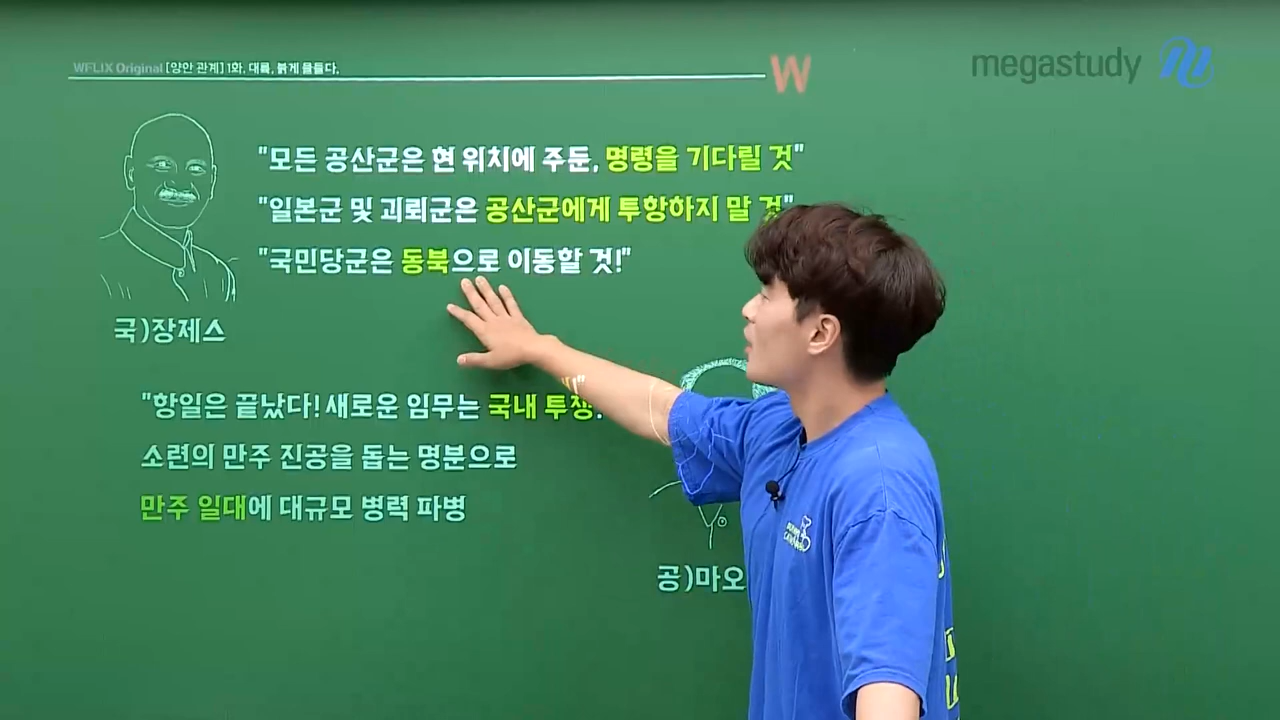 WFLIX Original [양안 관계] 1화. 대륙, 붉게 물들다.
W
megastudy
"모든 공산군은 현 위치에 주둔, 명령을 기다릴 것"
"일본군 및 괴뢰군은 공산군에게 투항하지 말 것"
"국민당군은 동북으로 이동할 것!"
국)장제스
"항일은 끝났다! 새로운 임무는 국내 투쟁.
소련의 만주 진공을 돕는 명분으로
만주 일대에 대규모 병력 파병
공)마오